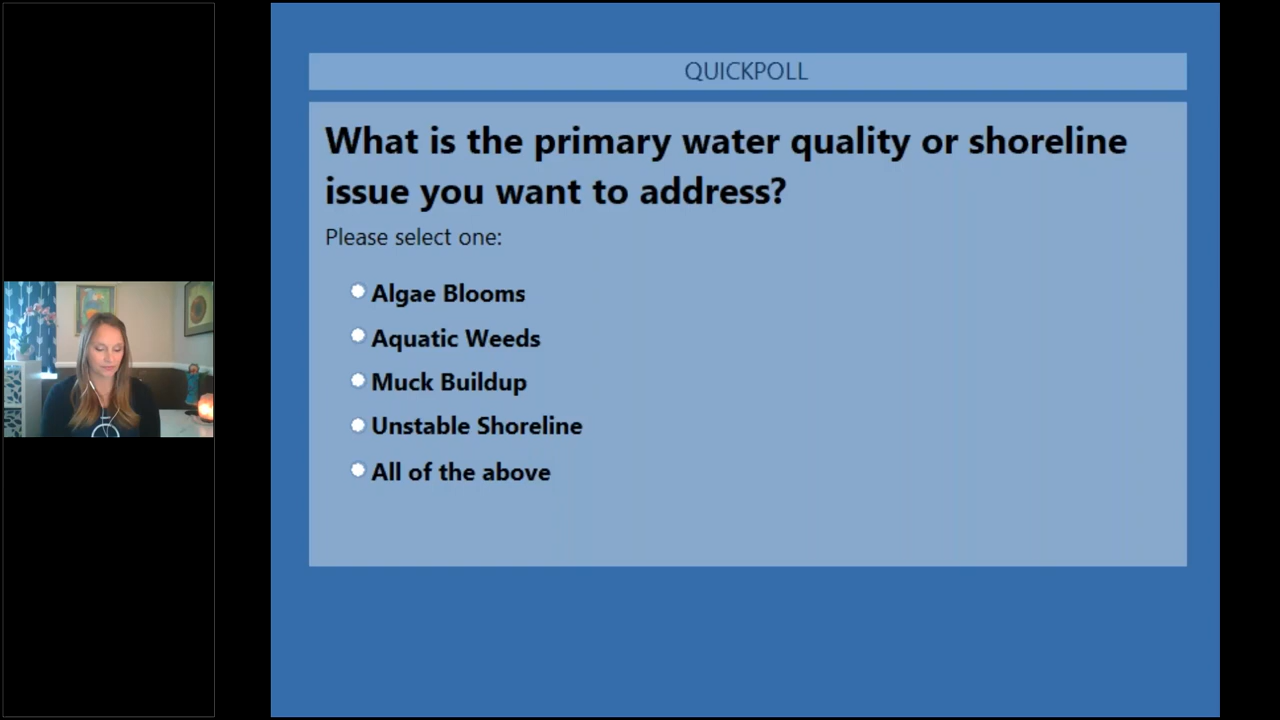 QUICKPOLL
What is the primary water quality or shoreline
issue you want to address?
Please select one:
Algae Blooms
Aquatic Weeds
Muck Buildup
Unstable Shoreline
All of the above